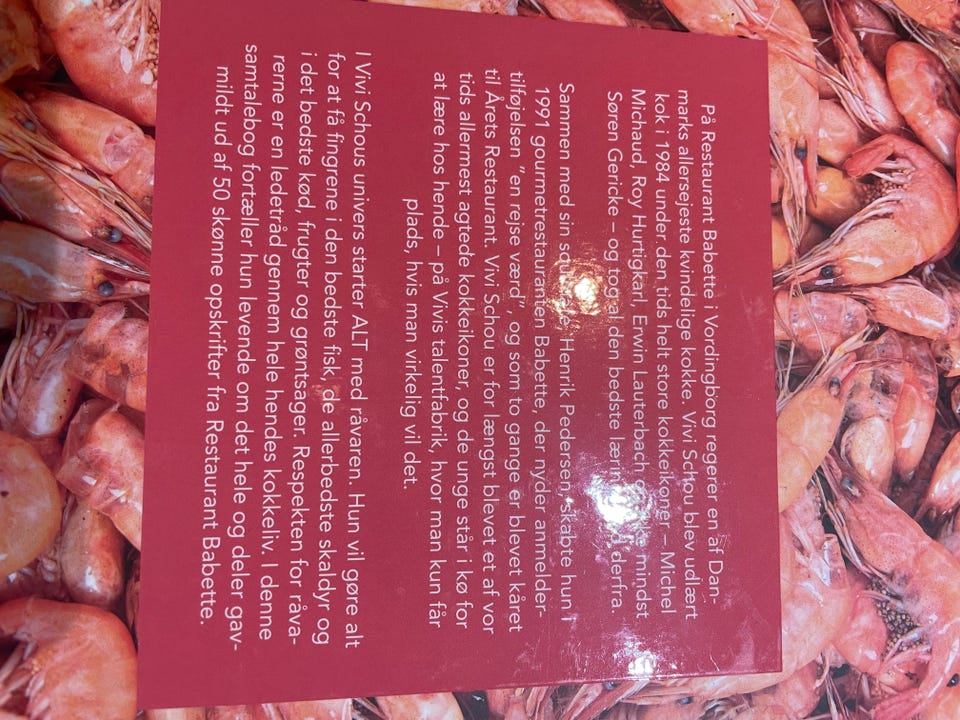 På Restaurant Babette i Vordingborg regerer en af Dan-
marks allersejeste kvindelige kokke. Vivi Schou blev udlært
kok i 1984 under den tids helt store kokkeikoner – Michel
Michaud, Roy Hurtigkarl, Erwin Lauterbach og ikke mindst
Søren Gericke – og tog al den bedste lærdom derfra.
Sammen med sin Henrik Pedersen, skabte hun i
1991 gourmetrestauranten Babette, der nyder anmelder-
tilføjelsen "en rejse værd", og som to gange er blevet kåret
til Årets Restaurant. Vivi Schou er for længst blevet et af vor
tids allermest agtede kokkeikoner, og de unge står i kø for
at lære hos hende – på Vivis talentfabrik, hvor man kun får
plads, hvis man virkelig vil det.
I Vivi Schous univers starter ALT med råvaren. Hun vil gøre alt
for at få fingrene i den bedste fisk, de allerbedste skaldyr og
i det bedste kød, frugter og grøntsager. Respekten for råva-
rerne er en ledetråd gennem hele hendes kokkeliv. I denne
samtalebog fortæller hun levende om det hele og deler gav-
mildt ud af 50 skønne opskrifter fra Restaurant Babette.